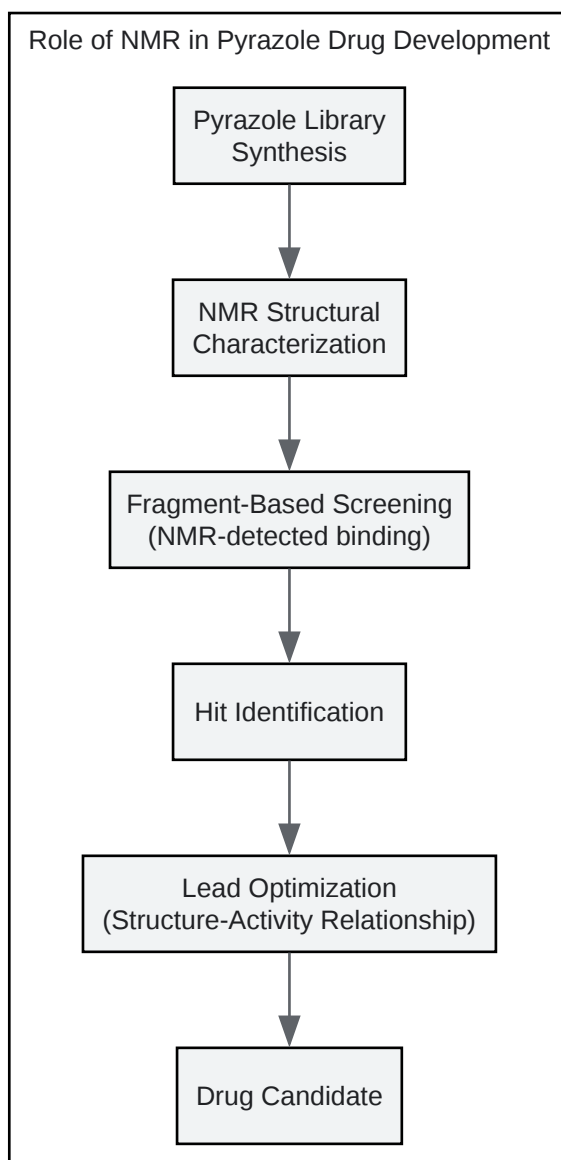 Role of NMR in Pyrazole Drug Development
Pyrazole Library
Synthesis
NMR Structural
Characterization
Fragment-Based Screening
(NMR-detected binding)
Hit Identification
Lead Optimization
(Structure-Activity Relationship)
Drug Candidate